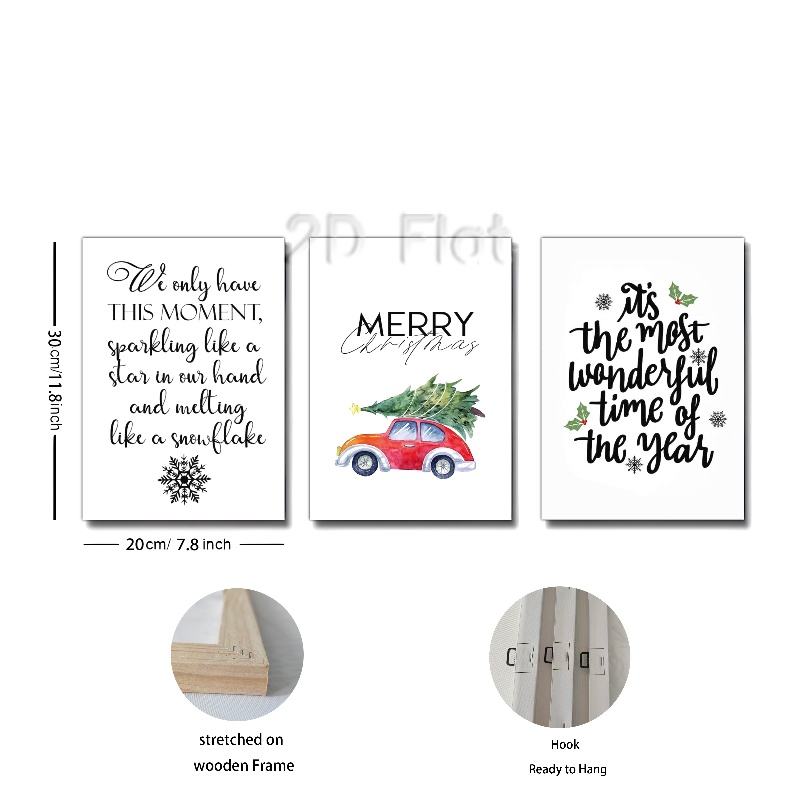 2D Flat
We only have
THIS MOMENT,
sparkling like a
star in our hand
and melting
like a snowflake
MERRY
Christmas
it's
the most
wonderful
time of
the year
30cm/11.8inch
20cm/ 7.8 inch
stretched on
wooden Frame
Hook
Ready to Hang